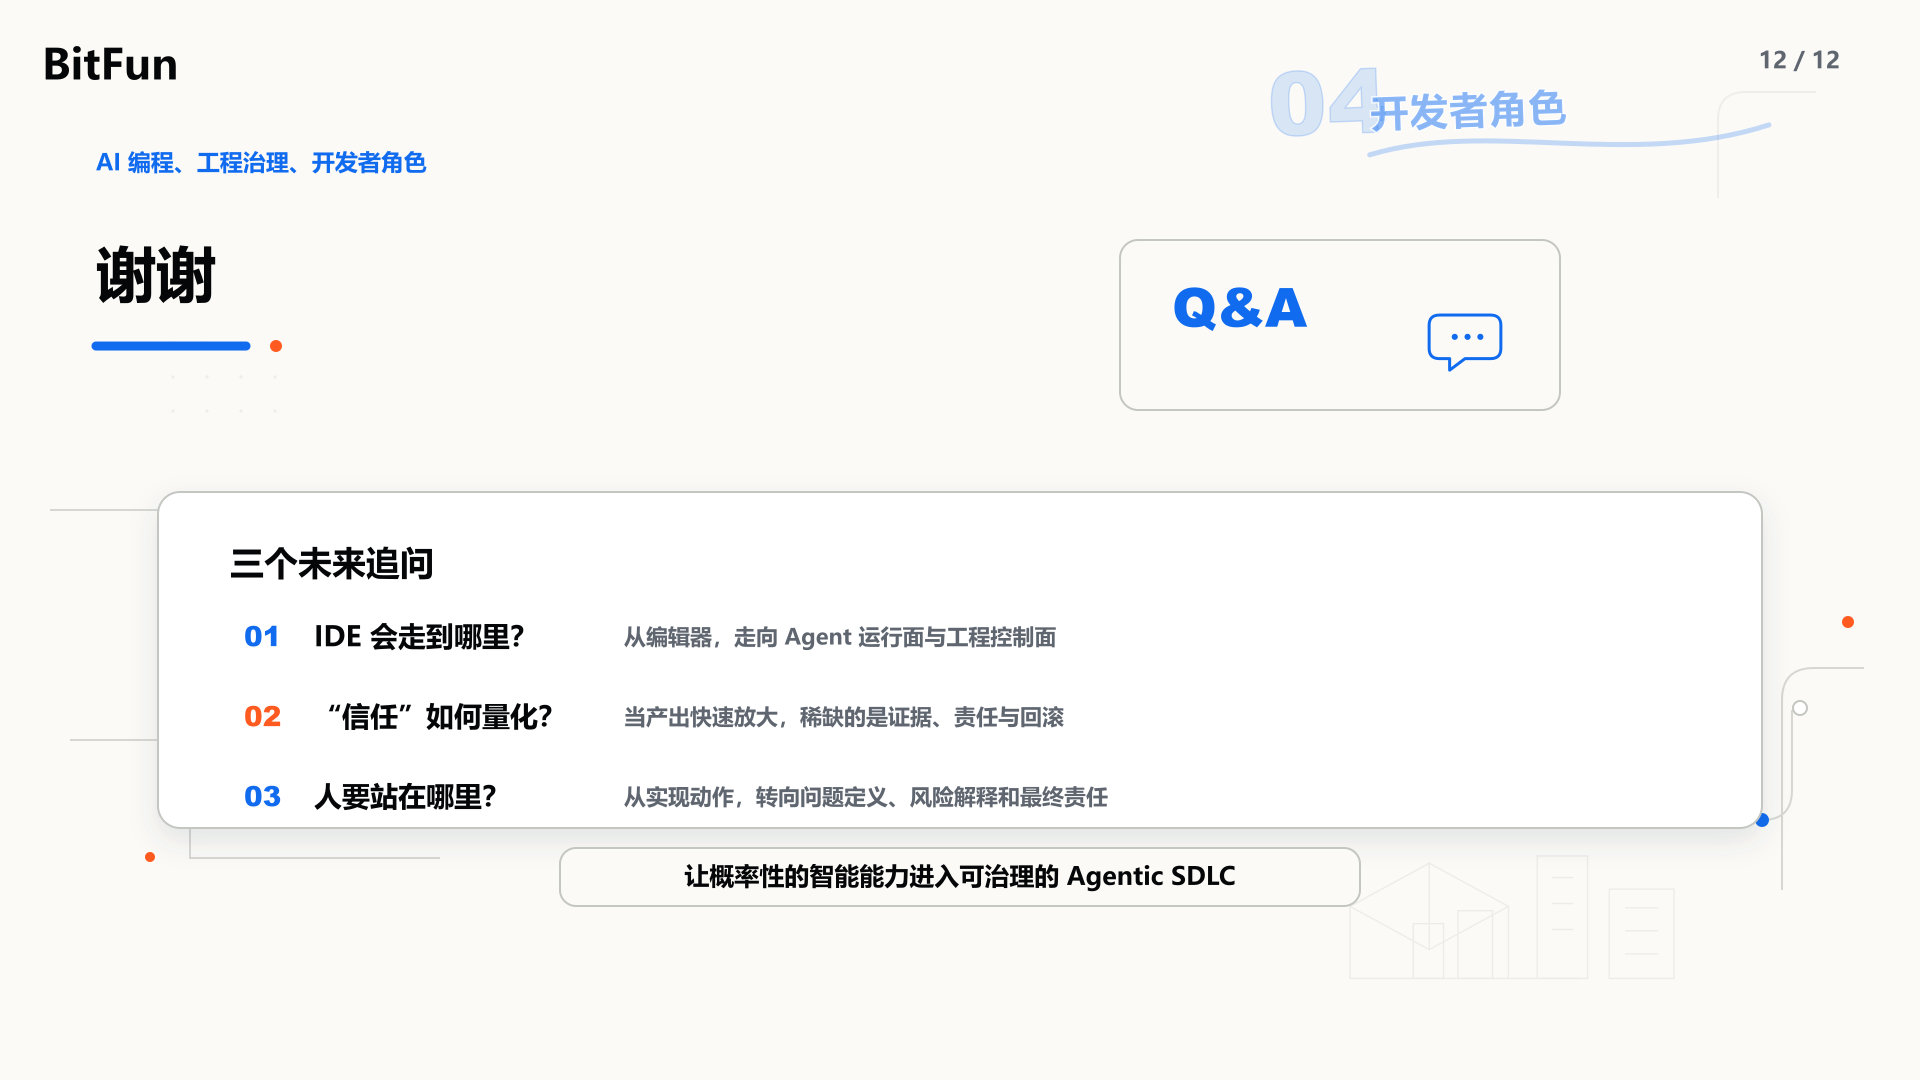 BitFun
12 / 12
04 开发者角色
AI 编程、工程治理、开发者角色
谢谢
Q&A
三个未来追问
01 IDE 会走到哪里？ 从编辑器，走向 Agent 运行面与工程控制面
02 “信任”如何量化？ 当产出快速放大，稀缺的是证据、责任与回滚
03 人要站在哪里？ 从实现动作，转向问题定义、风险解释和最终责任
让概率性的智能能力进入可治理的 Agentic SDLC